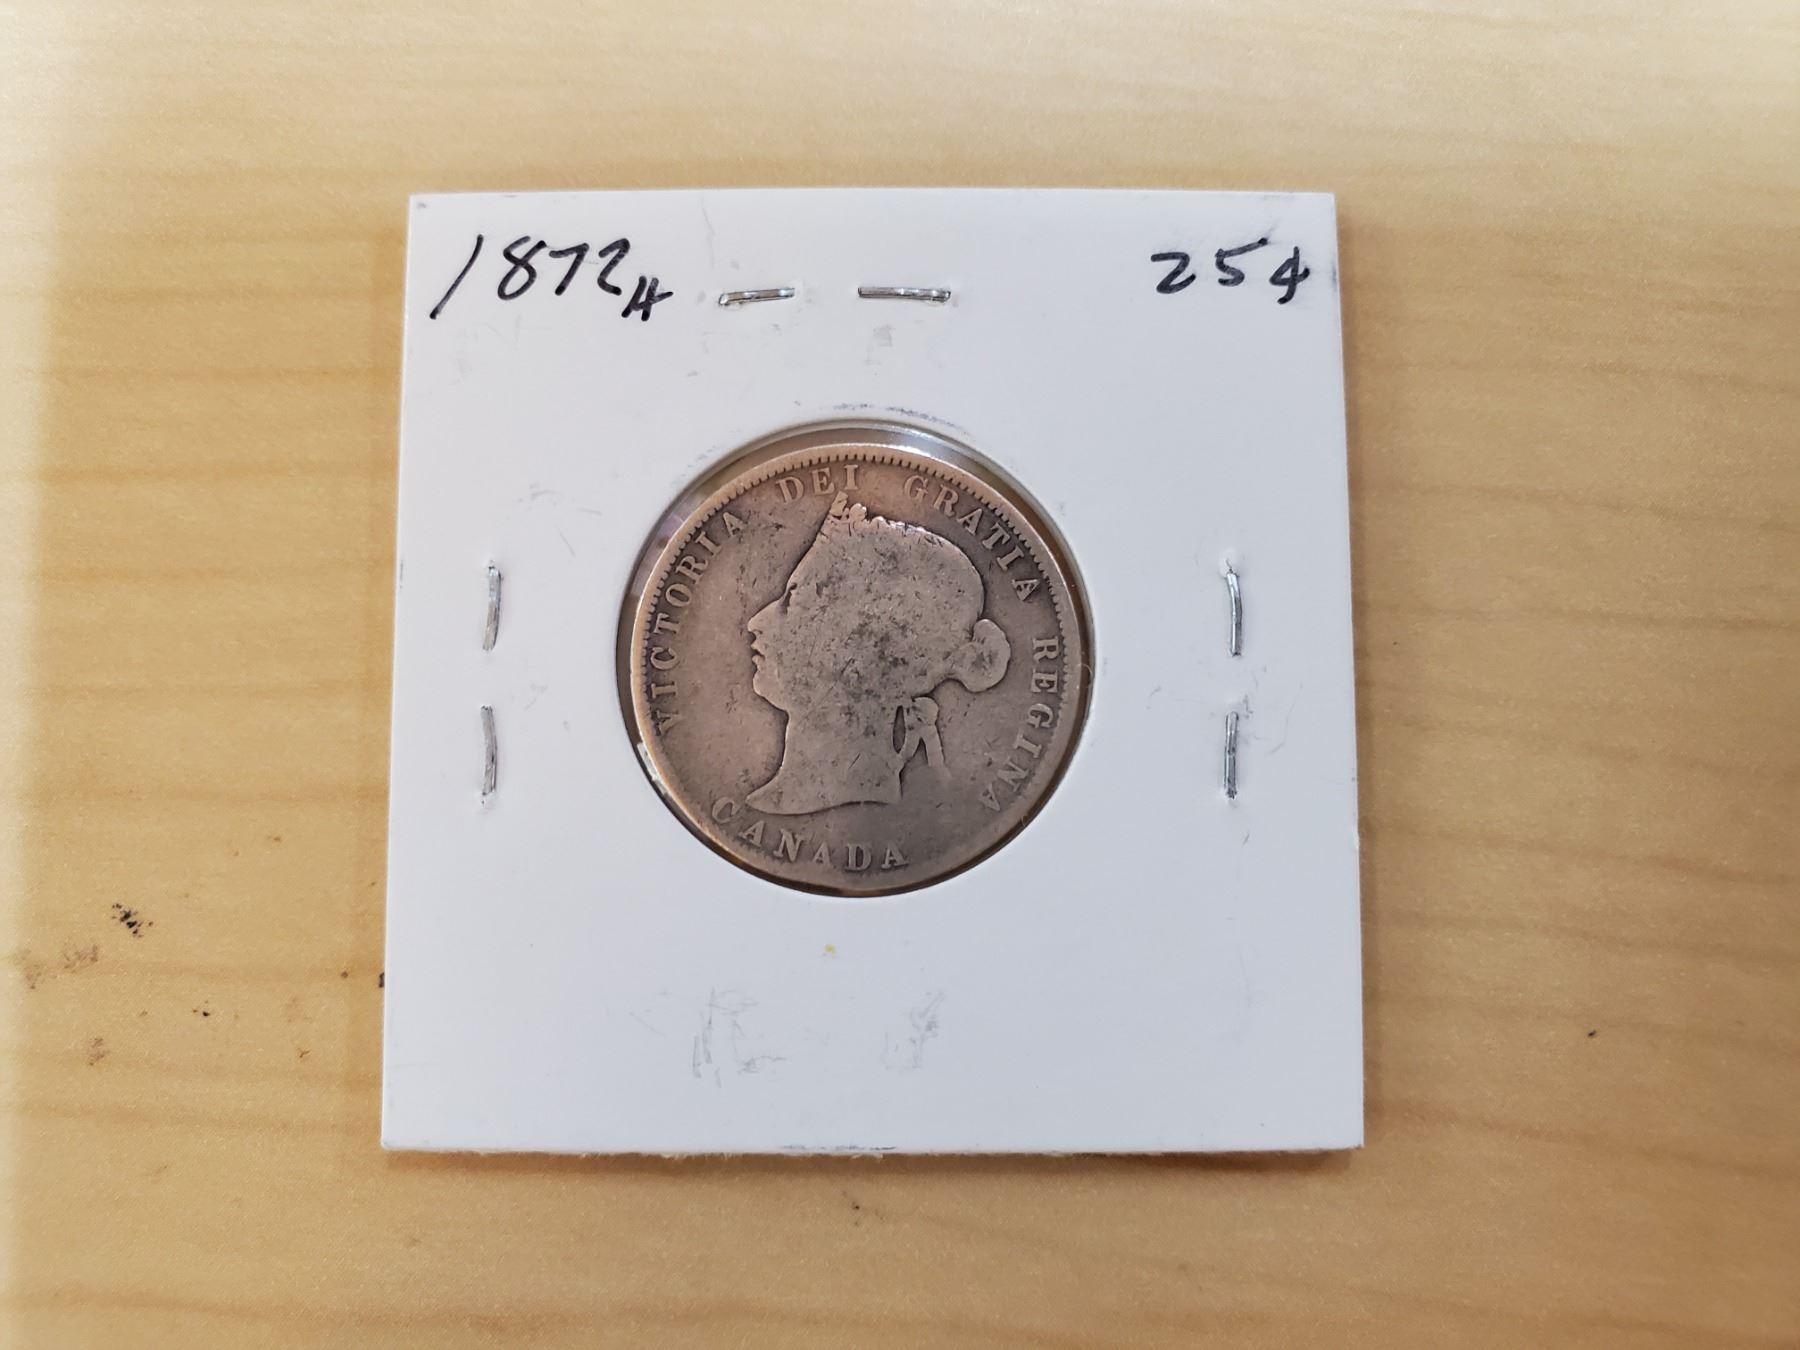 1872H 25¢
VICTORIA DEI GRATIA REGINA
CANADA